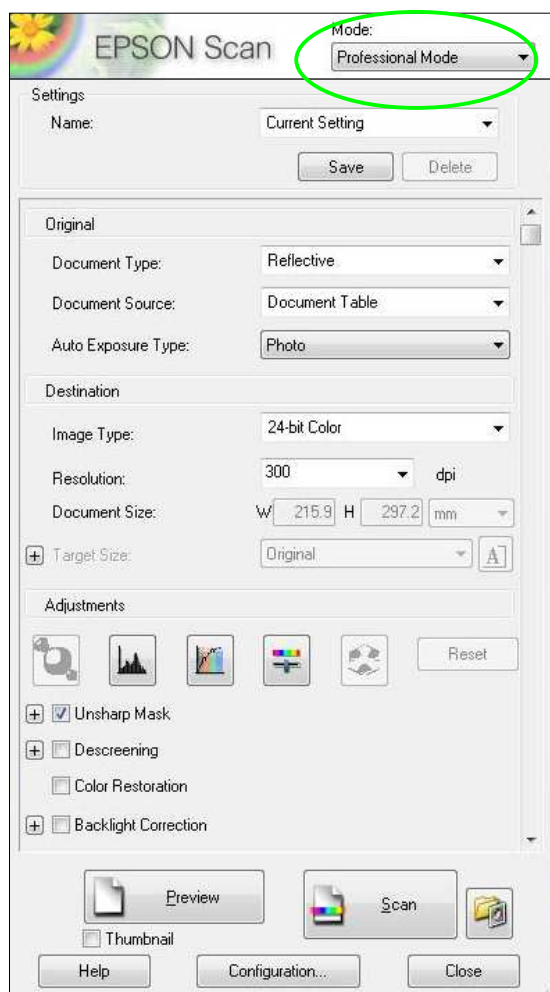 Mode:
EPSON Scan
Professional Mode
Settings
Name: Current Setting
Save Delete
Original
Document Type: Reflective
Document Source: Document Table
Auto Exposure Type: Photo
Destination
Image Type: 24-bit Color
Resolution: 300 dpi
Document Size: W 215.9 H 297.2 mm
Target Size: Original A
Adjustments
Reset
Unsharp Mask
Descreening
Color Restoration
Backlight Correction
Preview
Scan
Thumbnail
Help Configuration... Close